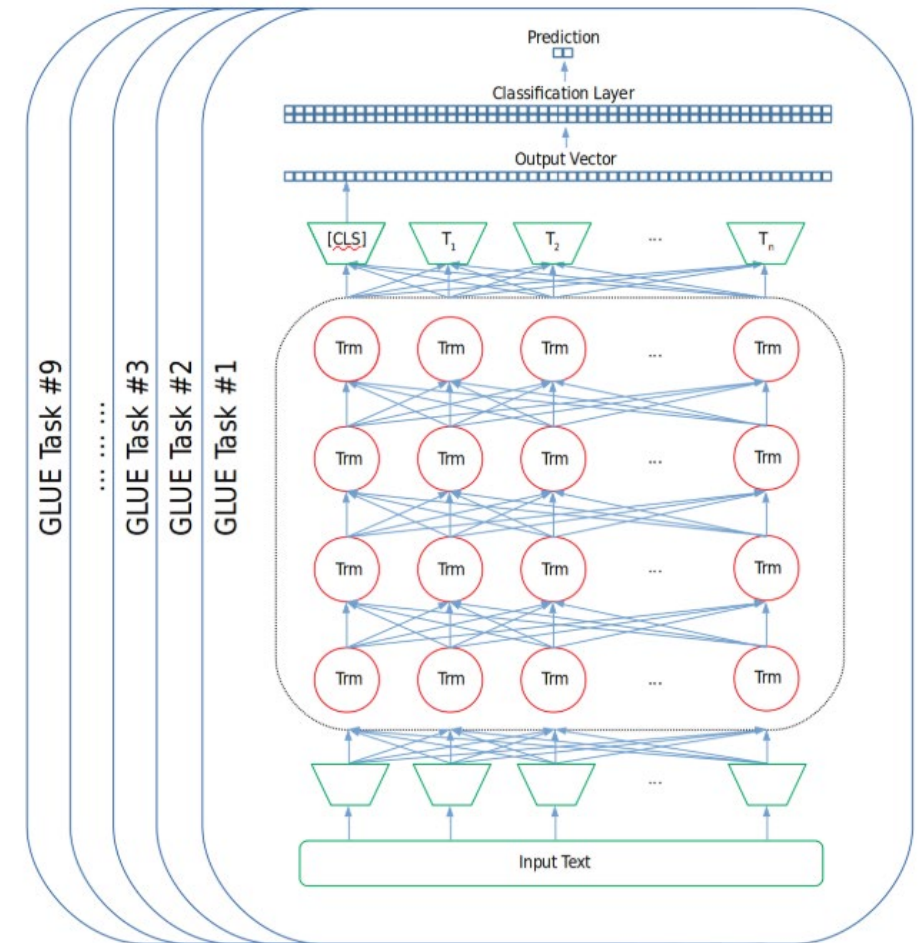 Prediction
Classification Layer
Output Vector
[CLS] T1 T2 ... Tn
Trm Trm Trm ... Trm
Trm Trm Trm ... Trm
Trm Trm Trm ... Trm
Trm Trm Trm ... Trm
...
Input Text
GLUE Task #9
... ... ...
GLUE Task #3
GLUE Task #2
GLUE Task #1